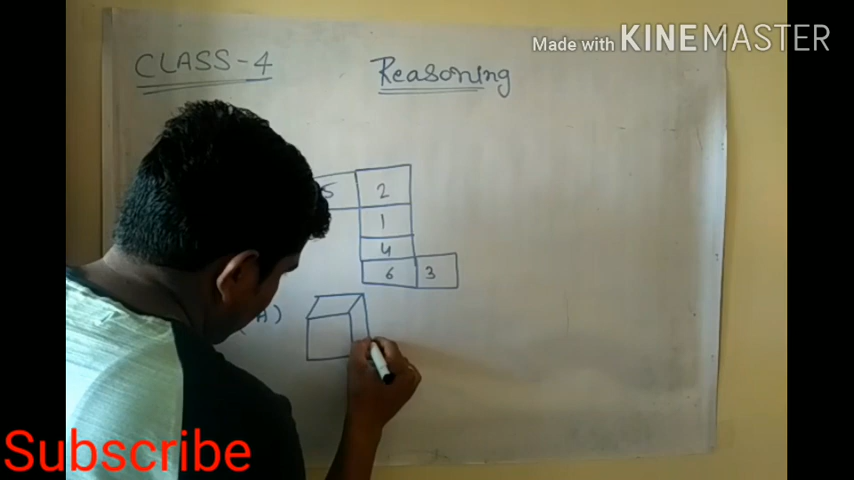 Made with KINEMASTER
CLASS-4
Reasoning
5 2
1
4
6 3
A)
Subscribe